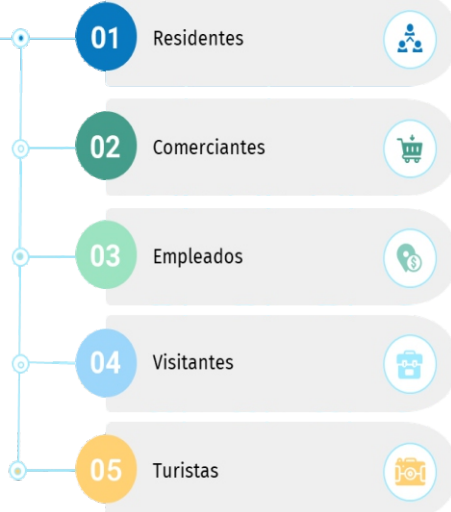 01 Residentes
02 Comerciantes
03 Empleados
04 Visitantes
05 Turistas